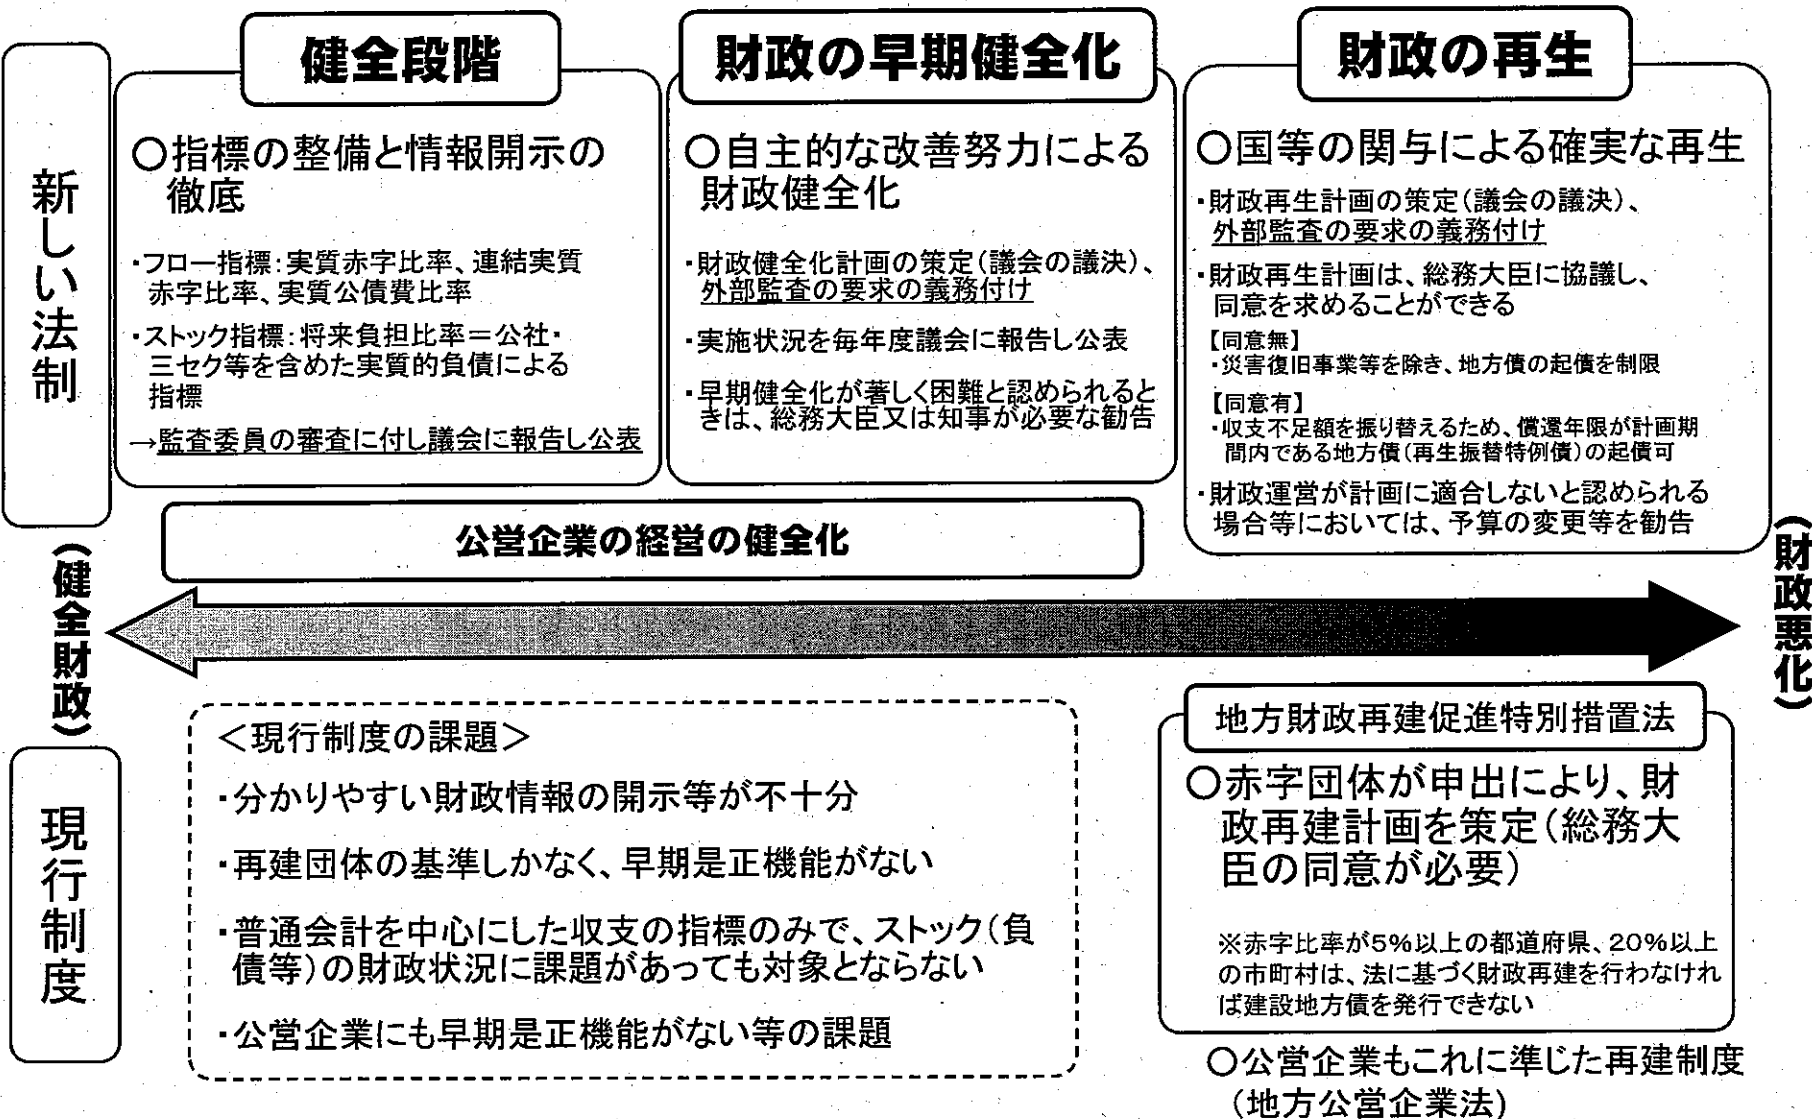 新しい法制
健全段階
○指標の整備と情報開示の
徹底
・フロー指標：実質赤字比率、連結実質
赤字比率、実質公債費比率
・ストック指標：将来負担比率＝公社・
三セク等を含めた実質的負債による
指標
→監査委員の審査に付し議会に報告し公表
財政の早期健全化
○自主的な改善努力による
財政健全化
・財政健全化計画の策定（議会の議決）、
外部監査の要求の義務付け
・実施状況を毎年度議会に報告し公表
・早期健全化が著しく困難と認められると
きは、総務大臣又は知事が必要な勧告
財政の再生
○国等の関与による確実な再生
・財政再生計画の策定（議会の議決）、
外部監査の要求の義務付け
・財政再生計画は、総務大臣に協議し、
同意を求めることができる
【同意無】
・災害復旧事業等を除き、地方債の起債を制限
【同意有】
・収支不足額を振り替えるため、償還年限が計画期
間内である地方債（再生振替特例債）の起債可
・財政運営が計画に適合しないと認められる
場合等においては、予算の変更等を勧告
公営企業の経営の健全化
（健全財政）
（財政悪化）
現行制度
＜現行制度の課題＞
・分かりやすい財政情報の開示等が不十分
・再建団体の基準しかなく、早期是正機能がない
・普通会計を中心にした収支の指標のみで、ストック（負
債等）の財政状況に課題があっても対象とならない
・公営企業にも早期是正機能がない等の課題
地方財政再建促進特別措置法
○赤字団体が申出により、財
政再建計画を策定（総務大
臣の同意が必要）
※赤字比率が5％以上の都道府県、20％以上
の市町村は、法に基づく財政再建を行わなけれ
ば建設地方債を発行できない
○公営企業もこれに準じた再建制度
（地方公営企業法）